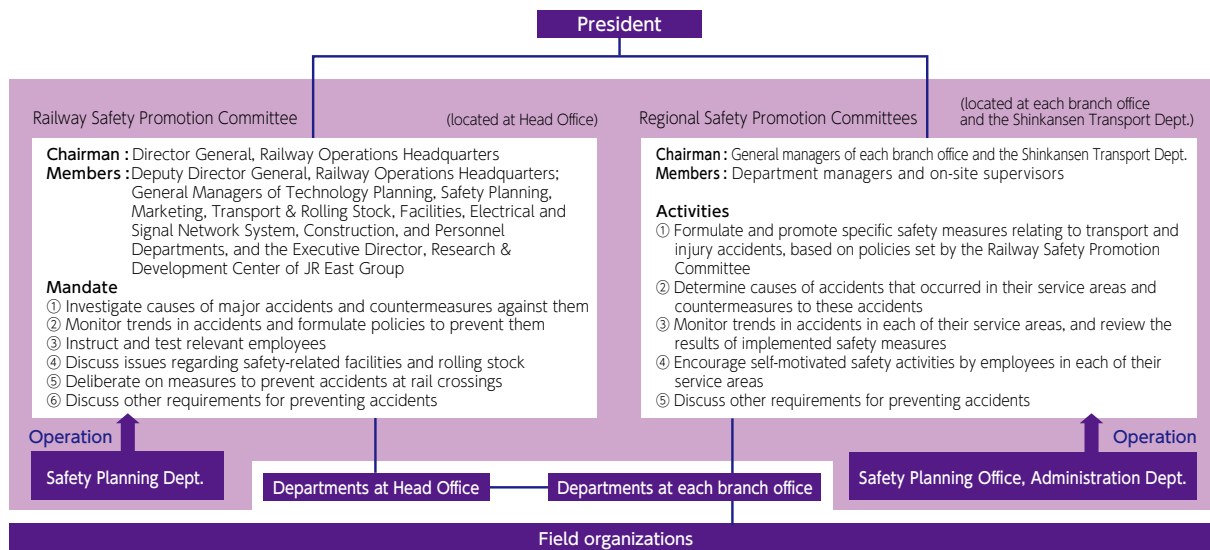 President
Railway Safety Promotion Committee
(located at Head Office)
Chairman : Director General, Railway Operations Headquarters
Members : Deputy Director General, Railway Operations Headquarters;
General Managers of Technology Planning, Safety Planning,
Marketing, Transport & Rolling Stock, Facilities, Electrical and
Signal Network System, Construction, and Personnel
Departments, and the Executive Director, Research &
Development Center of JR East Group
Mandate
① Investigate causes of major accidents and countermeasures against them
② Monitor trends in accidents and formulate policies to prevent them
③ Instruct and test relevant employees
④ Discuss issues regarding safety-related facilities and rolling stock
⑤ Deliberate on measures to prevent accidents at rail crossings
⑥ Discuss other requirements for preventing accidents
Operation
Safety Planning Dept.
Regional Safety Promotion Committees
(located at each branch office
and the Shinkansen Transport Dept.)
Chairman : General managers of each branch office and the Shinkansen Transport Dept.
Members : Department managers and on-site supervisors
Activities
① Formulate and promote specific safety measures relating to transport and
injury accidents, based on policies set by the Railway Safety Promotion
Committee
② Determine causes of accidents that occurred in their service areas and
countermeasures to these accidents
③ Monitor trends in accidents in each of their service areas, and review the
results of implemented safety measures
④ Encourage self-motivated safety activities by employees in each of their
service areas
⑤ Discuss other requirements for preventing accidents
Operation
Safety Planning Office, Administration Dept.
Departments at Head Office
Departments at each branch office
Field organizations